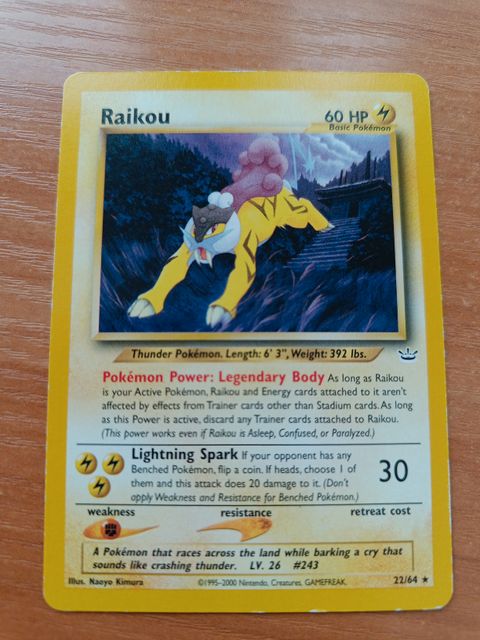 Raikou 60 HP
Basic Pokémon
Thunder Pokémon. Length: 6' 3", Weight: 392 lbs.
Pokémon Power: Legendary Body As long as Raikou
is your Active Pokémon, Raikou and Energy cards attached to it aren't
affected by effects from Trainer cards other than Stadium cards. As long as
this Power is active, discard any Trainer cards attached to Raikou.
(This power works even if Raikou is Asleep, Confused, or Paralyzed.)
Lightning Spark If your opponent has any
Benched Pokémon, flip a coin. If heads, choose 1 of
them and this attack does 20 damage to it. (Don't
apply Weakness and Resistance for Benched Pokémon.)
30
weakness resistance retreat cost
A Pokémon that races across the land while barking a cry that
sounds like crashing thunder. LV. 26 #243
Illus. Naoyo Kimura ©1995-2000 Nintendo, Creatures, GAMEFREAK. 22/64 ★